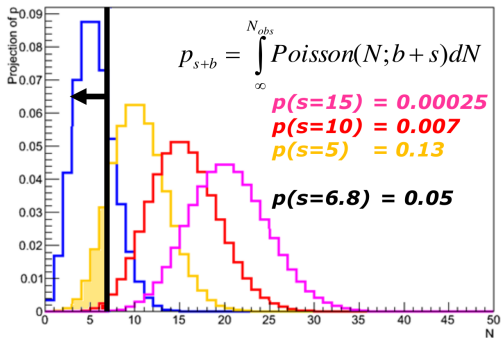 Projection of p
0.09
0.08
0.07
0.06
0.05
0.04
0.03
0.02
0.01
0
p_{s+b} = \int_{\infty}^{N_{obs}} Poisson(N; b + s)dN
p(s=15) = 0.00025
p(s=10) = 0.007
p(s=5) = 0.13
p(s=6.8) = 0.05
0 5 10 15 20 25 30 35 40 45 50
N